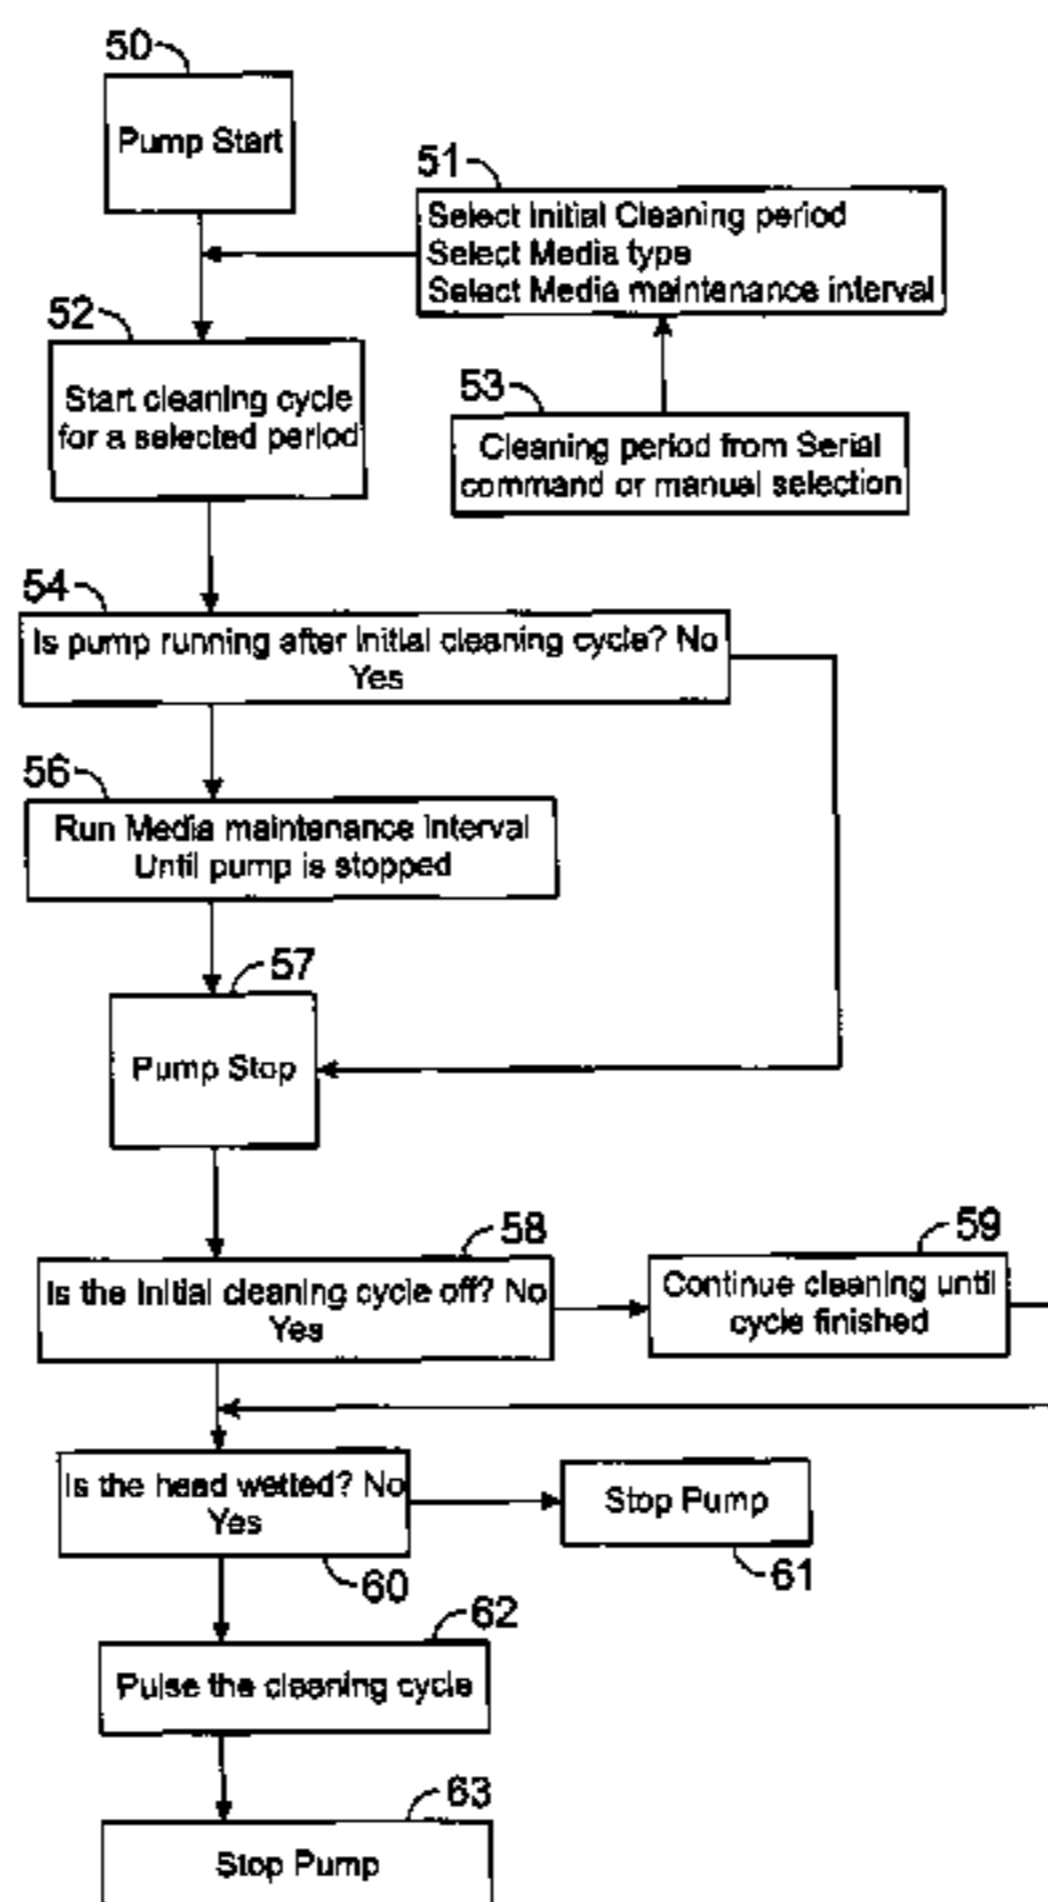 50
Pump Start
51
Select Initial Cleaning period
Select Media type
Select Media maintenance interval
52
Start cleaning cycle
for a selected period
53
Cleaning period from Serial
command or manual selection
54
Is pump running after Initial cleaning cycle? No
Yes
56
Run Media maintenance Interval
Until pump is stopped
57
Pump Stop
58
Is the Initial cleaning cycle off? No
Yes
59
Continue cleaning until
cycle finished
Is the head wetted? No
Yes
60
Stop Pump
61
62
Pulse the cleaning cycle
63
Stop Pump